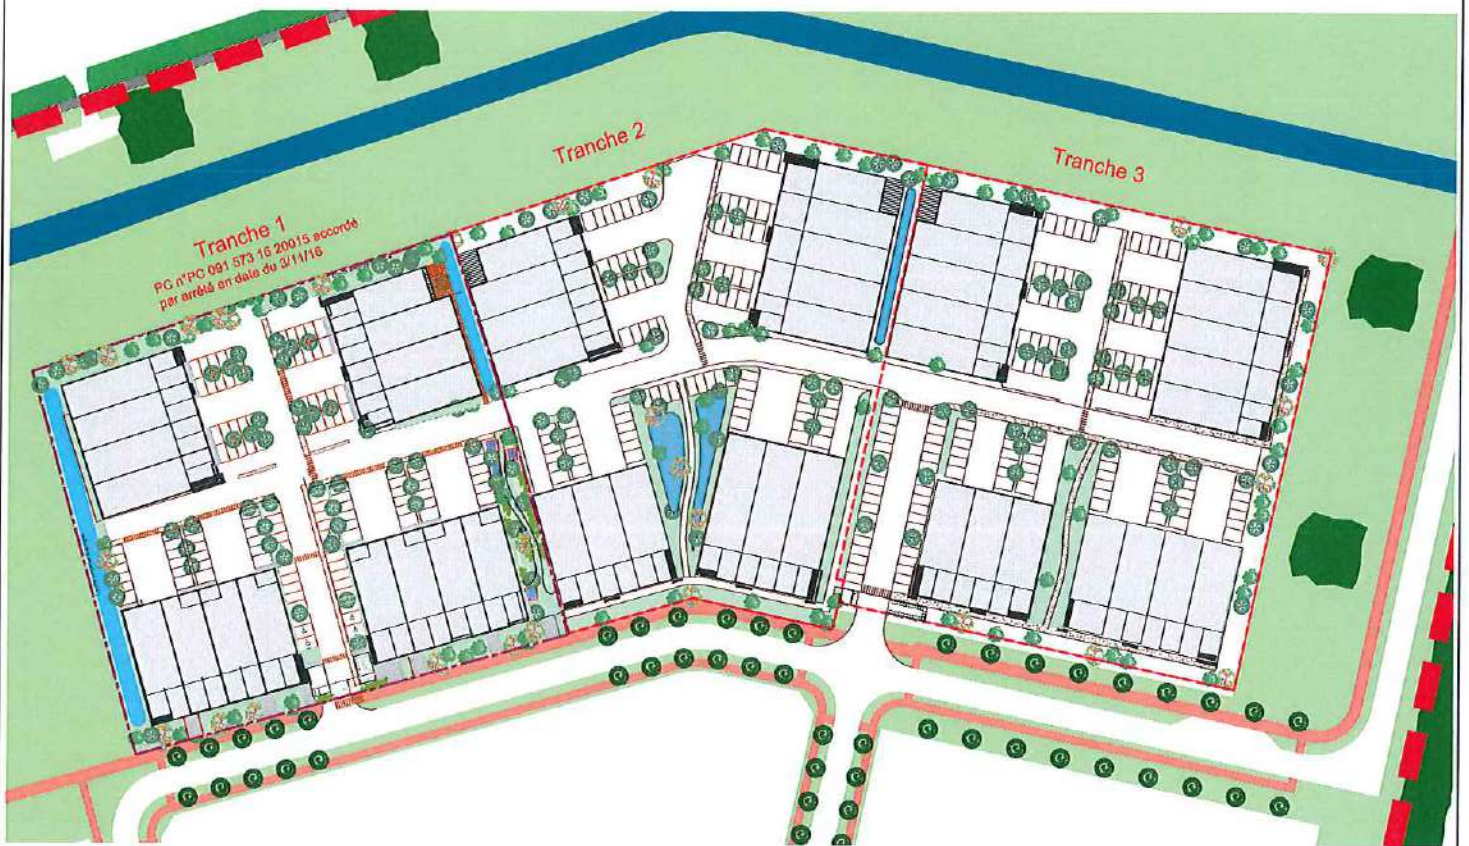 Tranche 1
PC n°PC 091 573 16 20015 accordé
par arrêté en date du 3/11/16
Tranche 2
Tranche 3